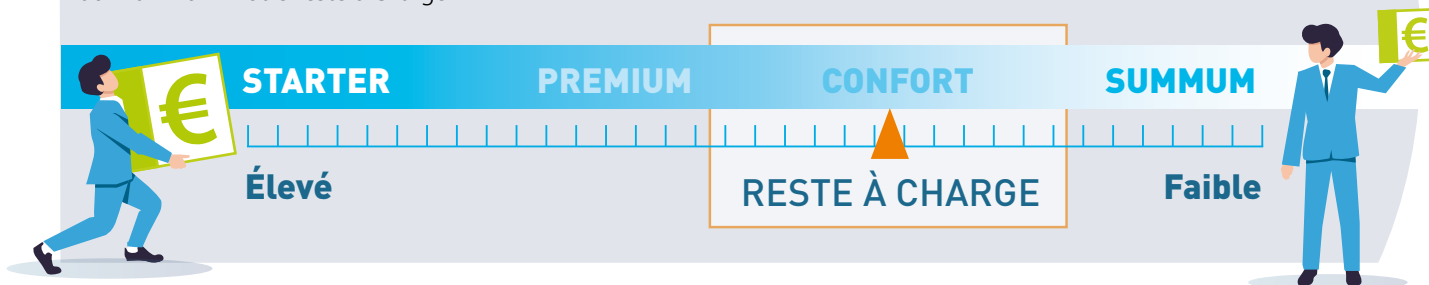 STARTER PREMIUM CONFORT SUMMUM
Élevé RESTE À CHARGE Faible
€
€